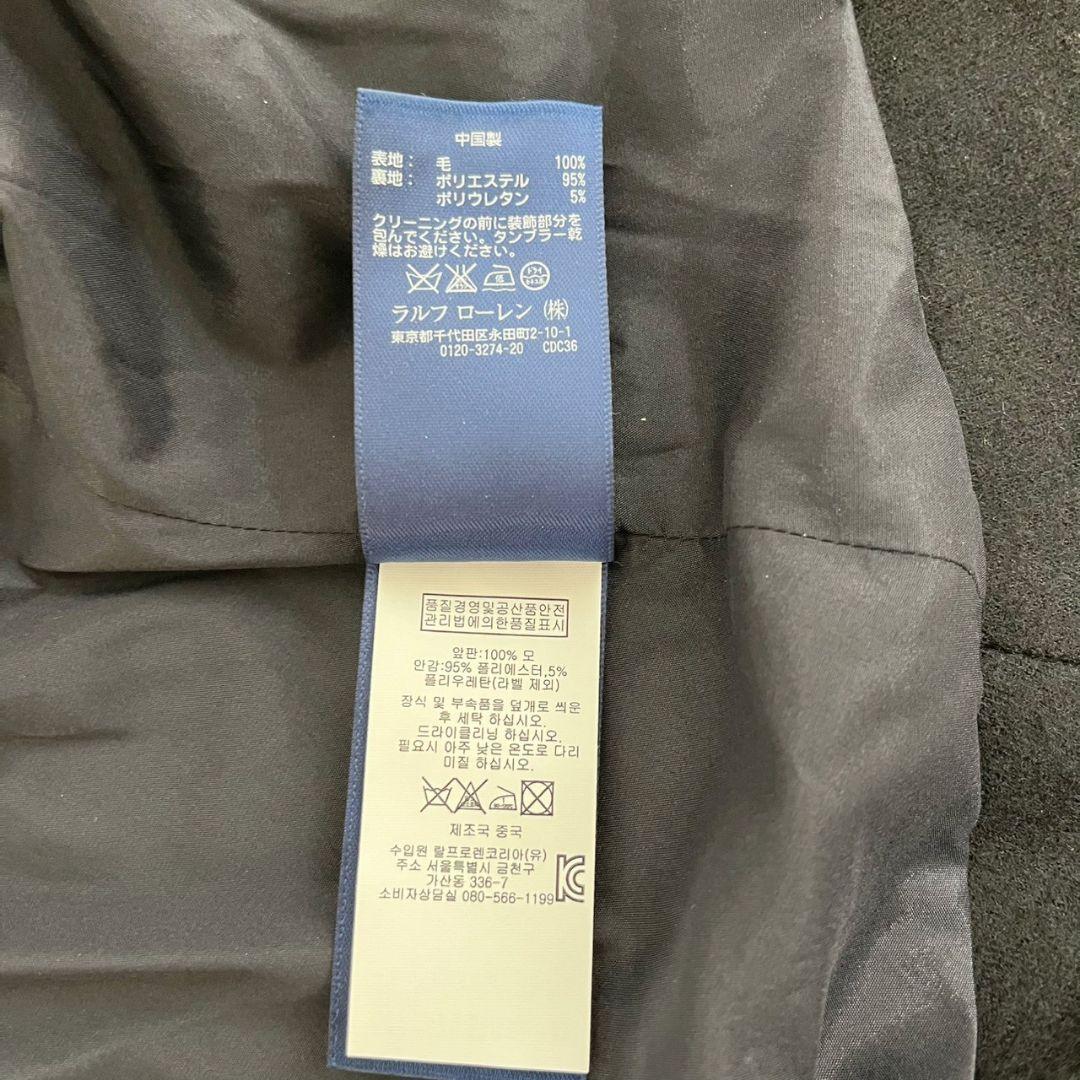 中国製
表地： 毛 100%
裏地： ポリエステル 95%
ポリウレタン 5%
クリーニングの前に装飾部分を
包んでください。タンブラー乾
燥はお避けください。
ドライ
ラルフ ローレン（株）
東京都千代田区永田町2-10-1
0120-3274-20 CDC36
품질경영및공산품안전
관리법에의한품질표시
앞판:100% 모
안감:95% 폴리에스터,5%
폴리우레탄(라벨 제외)
장식 및 부속품을 덮개로 씌운
후 세탁 하십시오.
드라이클리닝 하십시오.
필요시 아주 낮은 온도로 다리
미질 하십시오.
제조국 중국
수입원 랄프로렌코리아(유)
주소 서울특별시 금천구
가산동 336-7
소비자상담실 080-566-1199